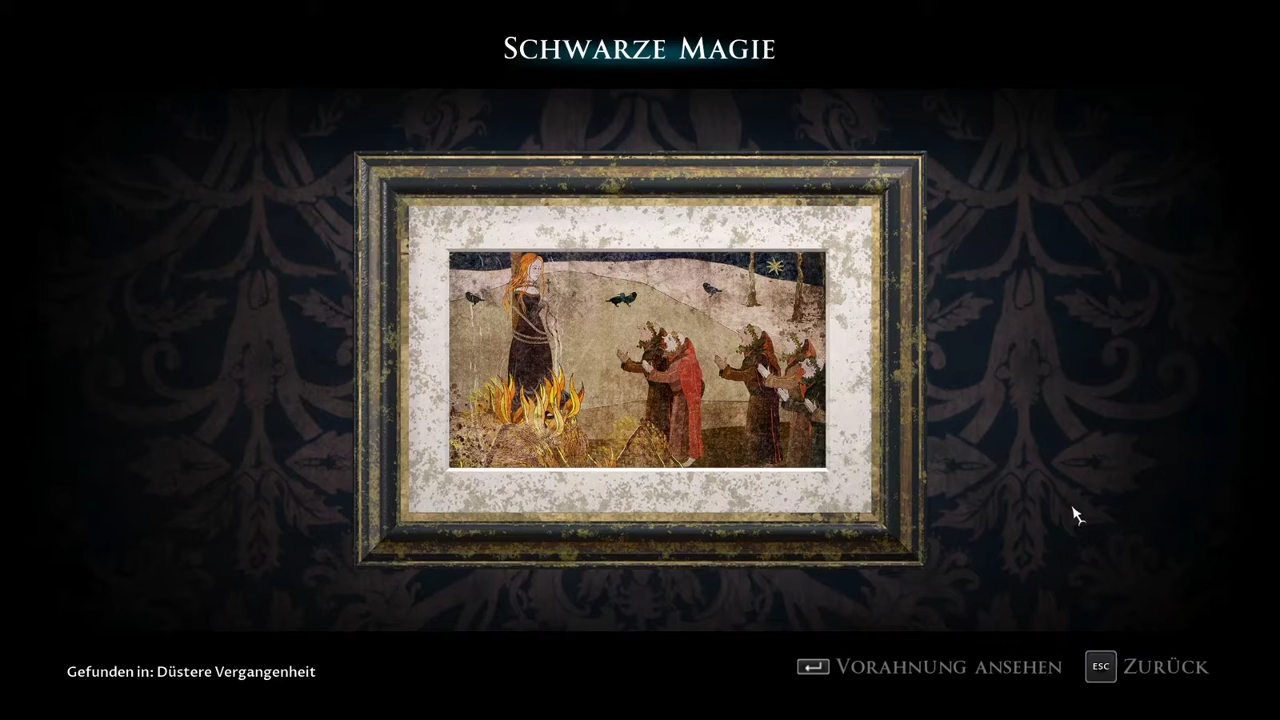 Schwarze Magie
Gefunden in: Düstere Vergangenheit
Vorahnung ansehen
ESC Zurück